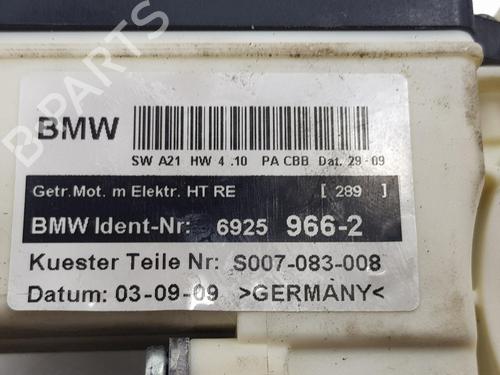 BMW
SW A21 HW 4 .10 PA CBB Dat. 29-09
Getr.Mot. m Elektr. HT RE [ 289 ]
BMW Ident-Nr: 6925 966-2
Kuester Teile Nr: S007-083-008
Datum: 03-09-09 >GERMANY<
B-PARTS